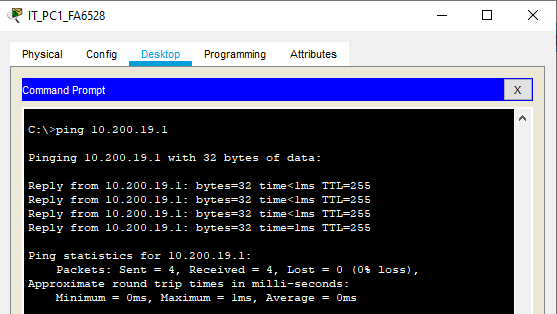 IT_PC1_FA6528
Physical Config Desktop Programming Attributes
Command Prompt X
C:\>ping 10.200.19.1
Pinging 10.200.19.1 with 32 bytes of data:
Reply from 10.200.19.1: bytes=32 time<1ms TTL=255
Reply from 10.200.19.1: bytes=32 time<1ms TTL=255
Reply from 10.200.19.1: bytes=32 time<1ms TTL=255
Reply from 10.200.19.1: bytes=32 time=1ms TTL=255
Ping statistics for 10.200.19.1:
Packets: Sent = 4, Received = 4, Lost = 0 (0% loss),
Approximate round trip times in milli-seconds:
Minimum = 0ms, Maximum = 1ms, Average = 0ms